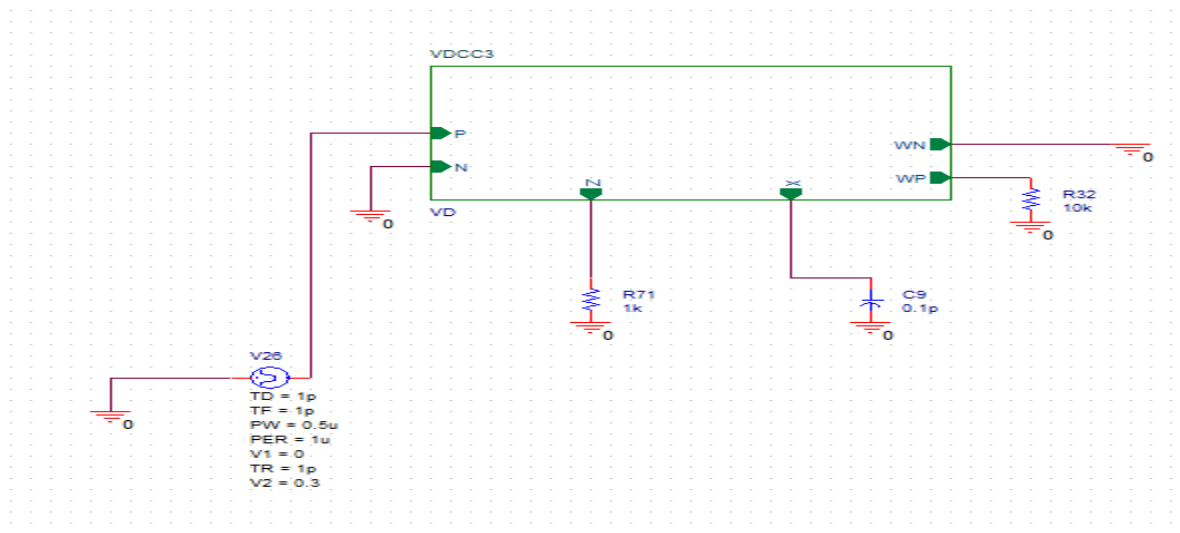 VDCC3
P
N
WN
0
WP
R32
10k
0
Z
X
VD
0
R71
1k
0
C9
0.1p
0
V26
TD = 1p
TF = 1p
PW = 0.5u
PER = 1u
V1 = 0
TR = 1p
V2 = 0.3
0